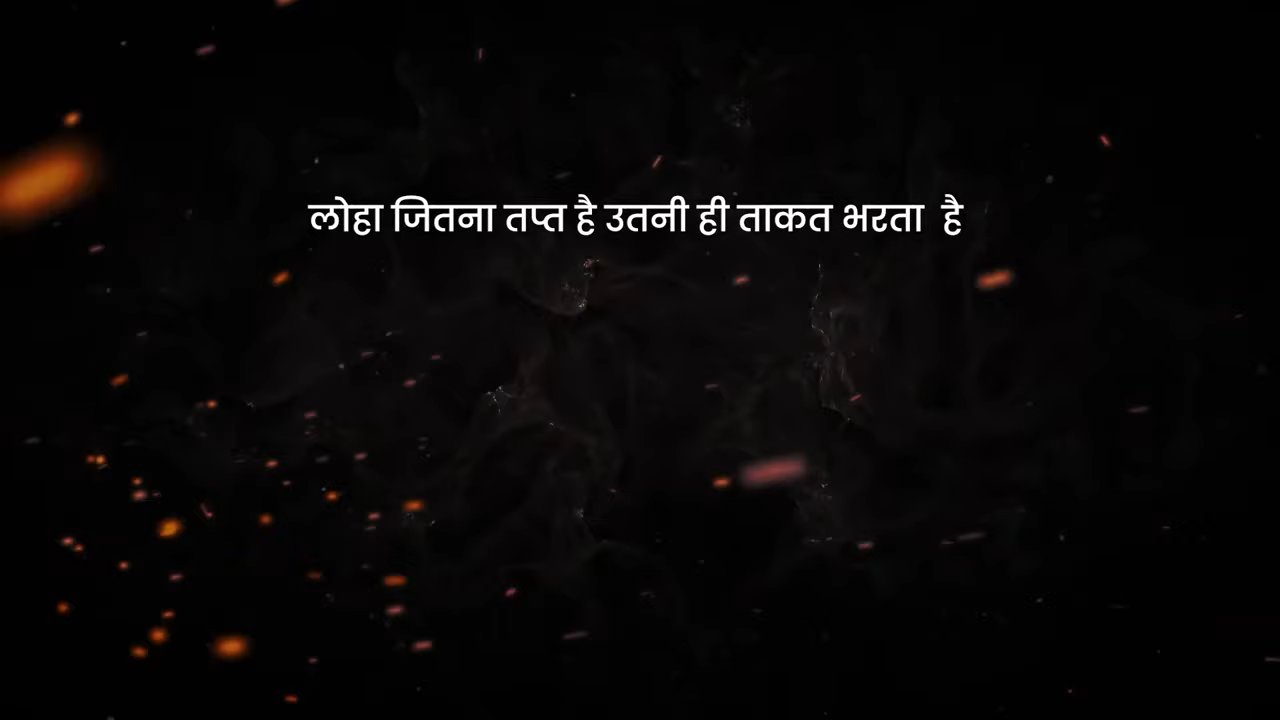 लोहा जितना तप्त है उतनी ही ताकत भरता  है